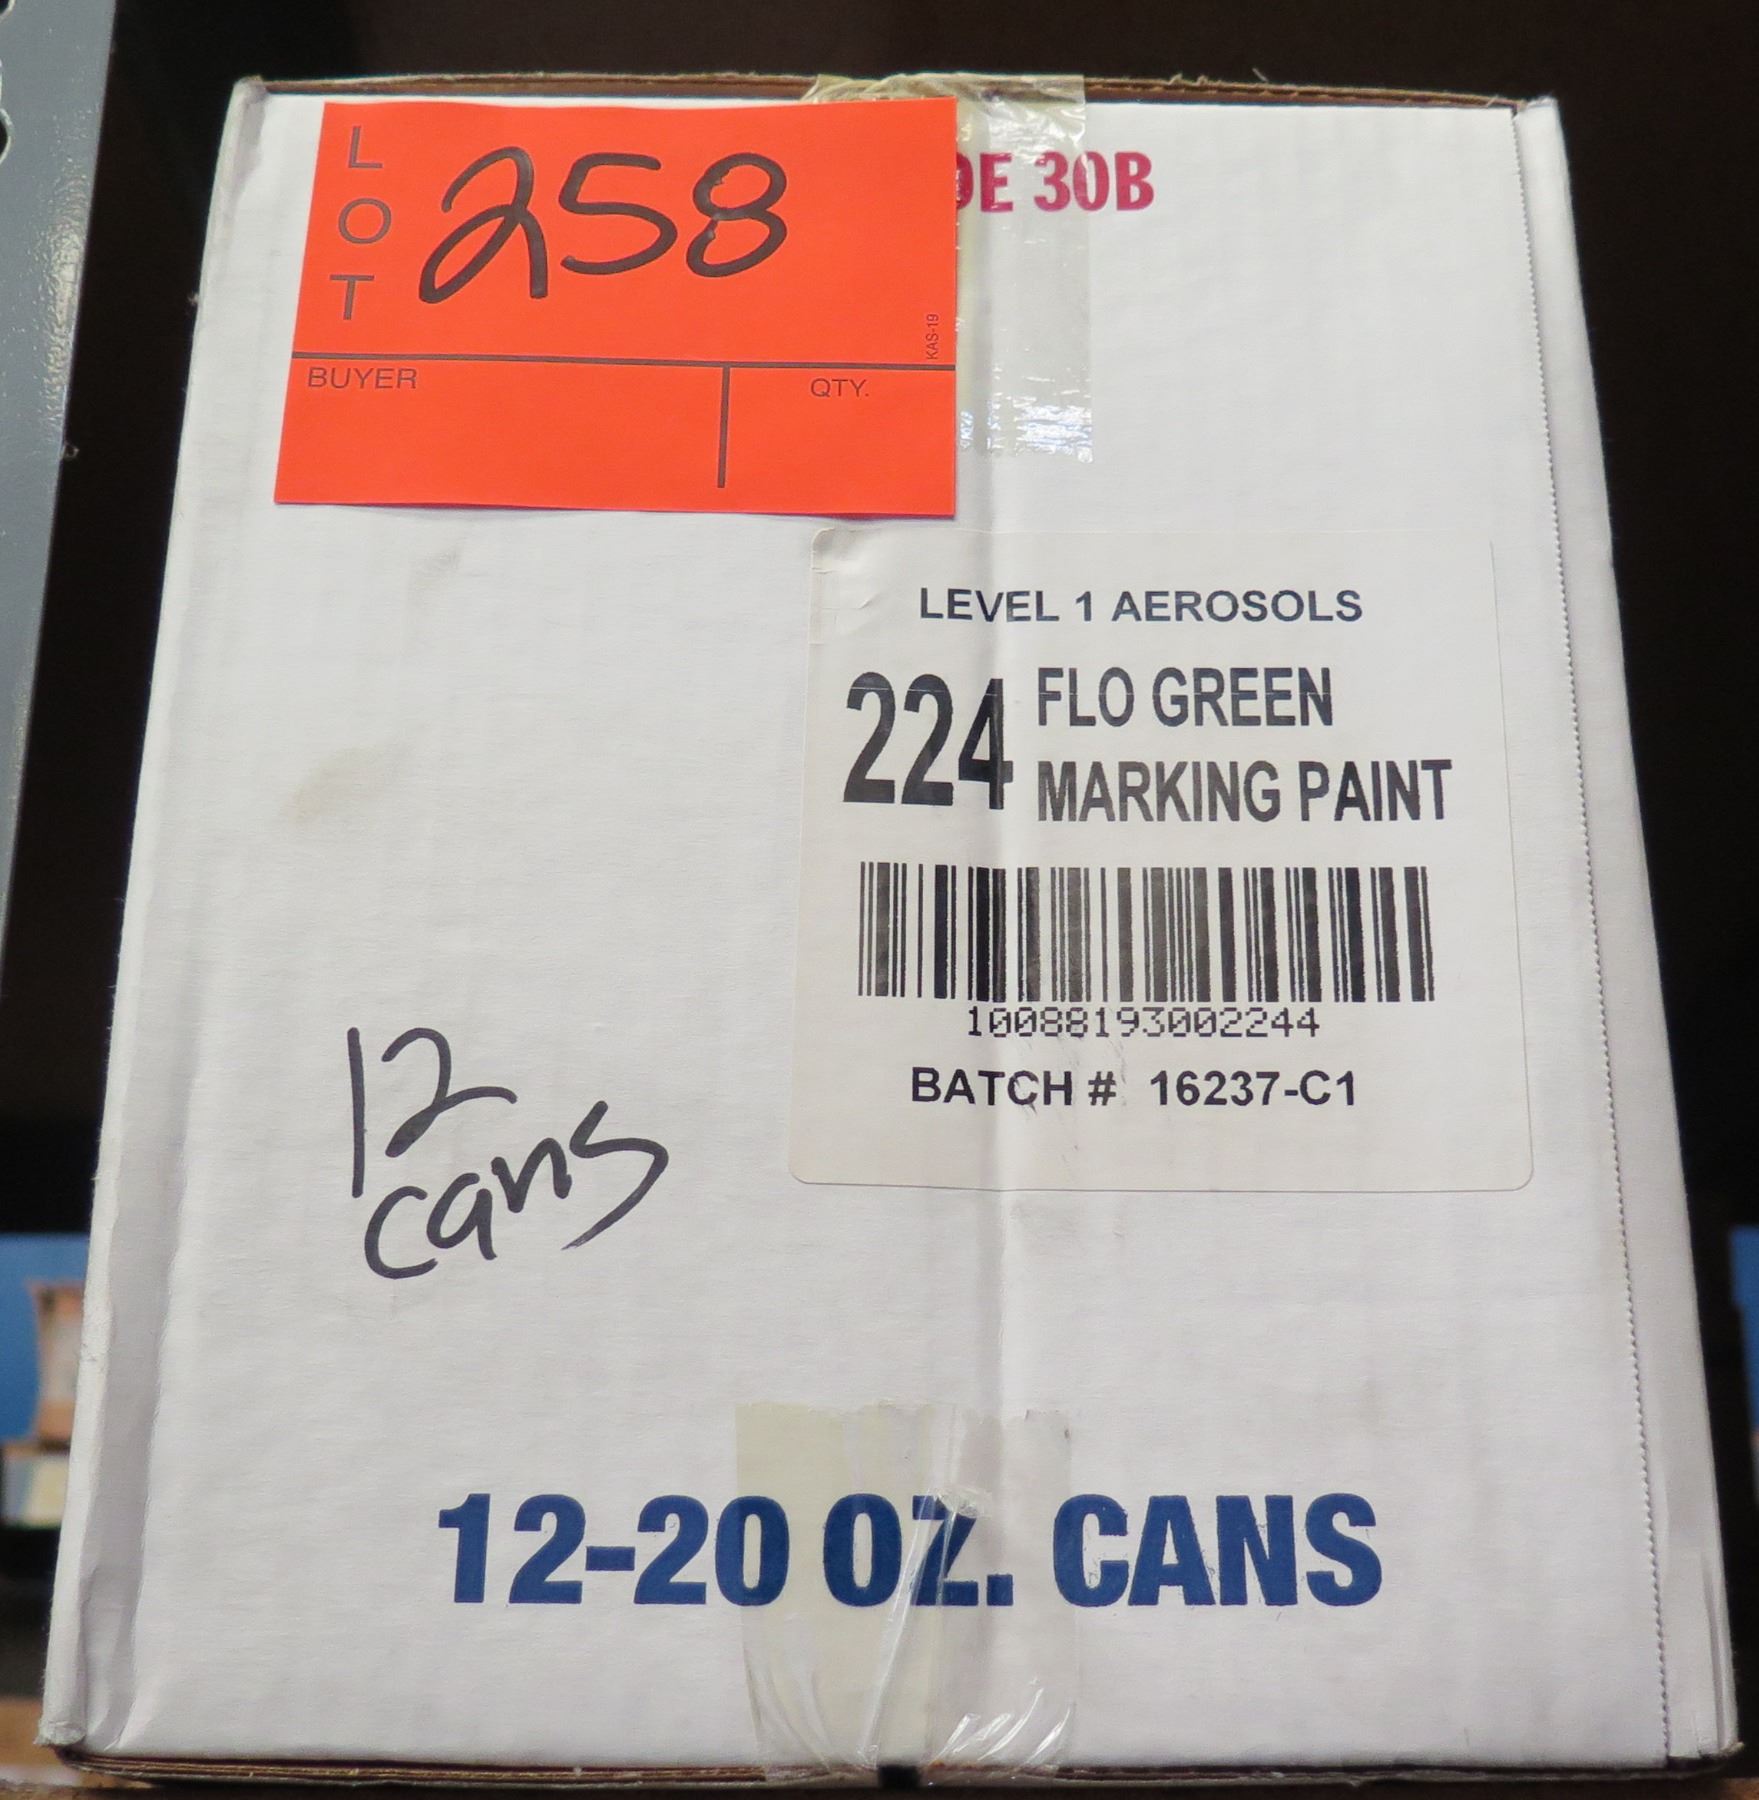 LOT
258
30B
KAS-19
BUYER
QTY.
LEVEL 1 AEROSOLS
224 FLO GREEN
MARKING PAINT
10088193002244
BATCH # 16237-C1
12
cans
12-20 OZ. CANS